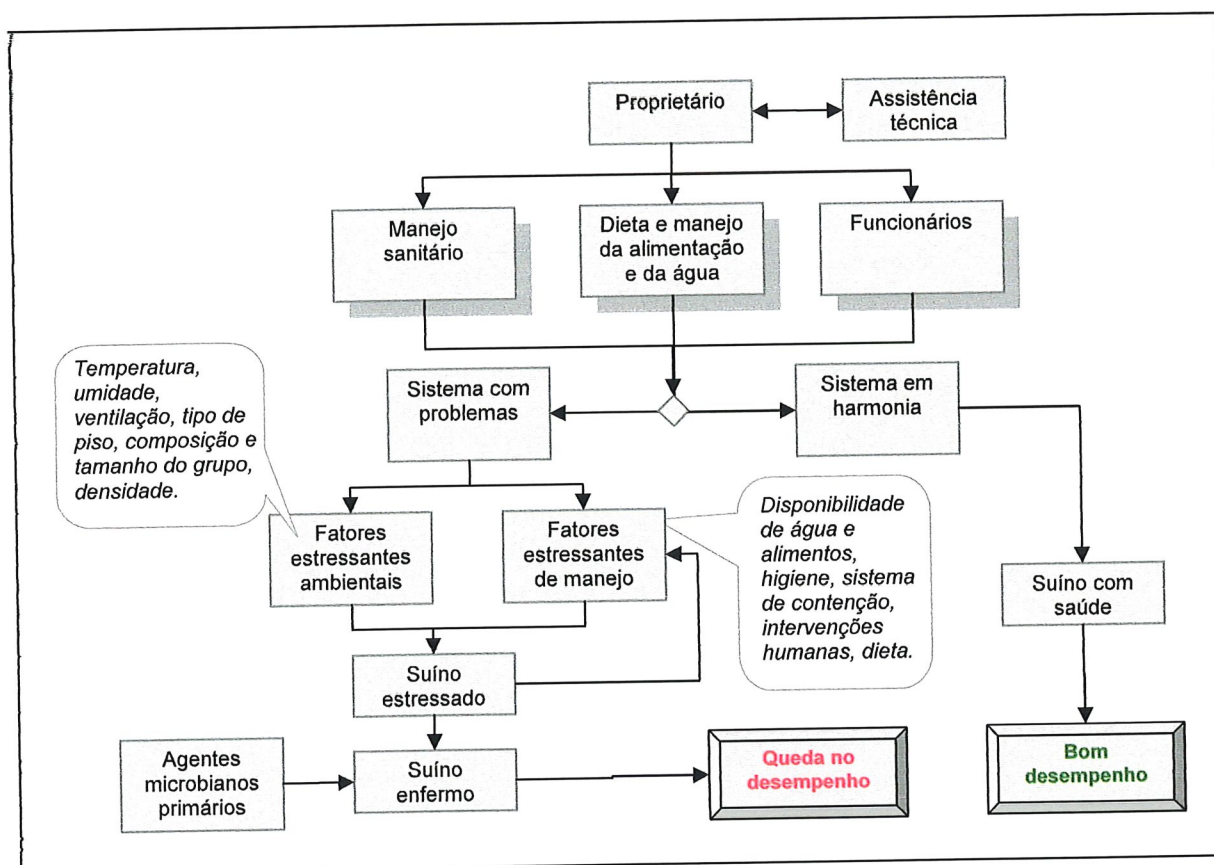 Proprietário
Assistência
técnica
Manejo
sanitário
Dieta e manejo
da alimentação
e da água
Funcionários
Temperatura,
umidade,
ventilação, tipo de
piso, composição e
tamanho do grupo,
densidade.
Sistema com
problemas
Sistema em
harmonia
Fatores
estressantes
ambientais
Fatores
estressantes
de manejo
Disponibilidade
de água e
alimentos,
higiene, sistema
de contenção,
intervenções
humanas, dieta.
Suíno com
saúde
Suíno
estressado
Agentes
microbianos
primários
Suíno
enfermo
Queda no
desempenho
Bom
desempenho